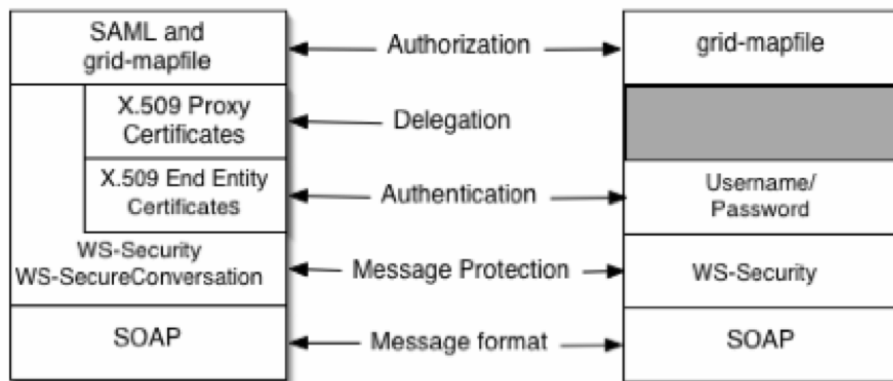 SAML and
grid-mapfile
Authorization
grid-mapfile
X.509 Proxy
Certificates
Delegation
X.509 End Entity
Certificates
Authentication
Username/
Password
WS-Security
WS-SecureConversation
Message Protection
WS-Security
SOAP
Message format
SOAP